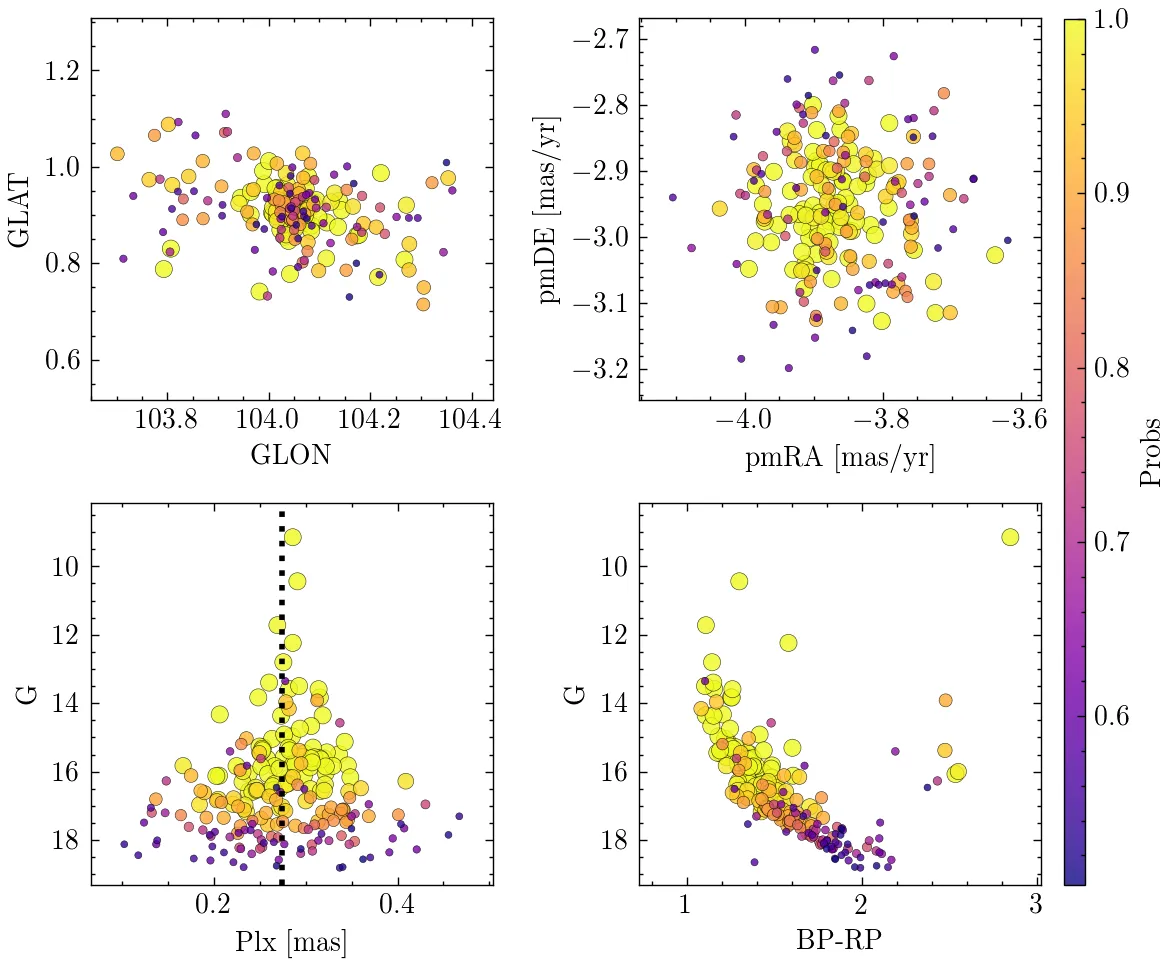 1.2
1.0
0.8
0.6
GLAT
103.8 104.0 104.2 104.4
GLON
−2.7
−2.8
−2.9
−3.0
−3.1
−3.2
pmDE [mas/yr]
−4.0 −3.8 −3.6
pmRA [mas/yr]
1.0
0.9
0.8
0.7
0.6
Probs
10
12
14
16
18
G
0.2 0.4
Plx [mas]
10
12
14
16
18
G
1 2 3
BP-RP